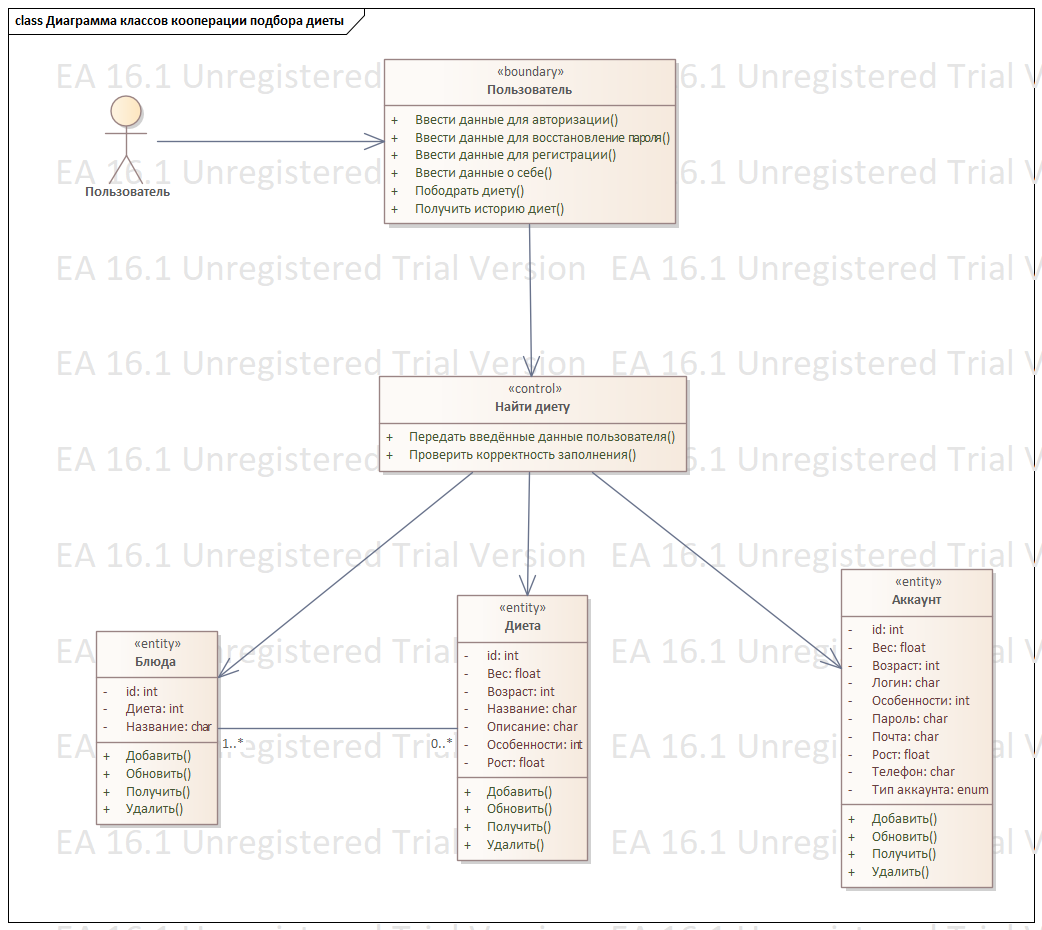 class Диаграмма классов кооперации подбора диеты
EA 16.1 Unregistered Trial Version EA 16.1 Unregistered Trial V
«boundary»
Пользователь
+ Ввести данные для авторизации()
+ Ввести данные для восстановление пароля()
+ Ввести данные для регистрации()
+ Ввести данные о себе()
+ Пободрать диету()
+ Получить историю диет()
Пользователь
«control»
Найти диету
+ Передать введённые данные пользователя()
+ Проверить корректность заполнения()
«entity»
Блюда
- id: int
- Диета: int
- Название: char
+ Добавить()
+ Обновить()
+ Получить()
+ Удалить()
1..*
0..*
«entity»
Диета
- id: int
- Вес: float
- Возраст: int
- Название: char
- Описание: char
- Особенности: int
- Рост: float
+ Добавить()
+ Обновить()
+ Получить()
+ Удалить()
«entity»
Аккаунт
- id: int
- Вес: float
- Возраст: int
- Логин: char
- Особенности: int
- Пароль: char
- Почта: char
- Рост: float
- Телефон: char
- Тип аккаунта: enum
+ Добавить()
+ Обновить()
+ Получить()
+ Удалить()